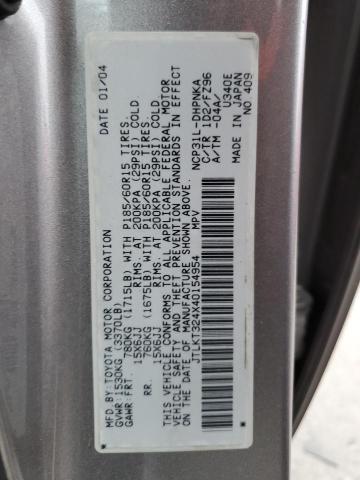 MFD. BY: TOYOTA MOTOR CORPORATION DATE 01/04
GVWR: 1530KG (3370LB)
GAWR: FRT. 780KG (1715LB) WITH P185/60R15 TIRES.
15X6JJ RIMS. AT 200KPA (29PSI) COLD
RR. 760KG (1675LB) WITH P185/60R15 TIRES.
15X6JJ RIMS. AT 200KPA (29PSI) COLD
THIS VEHICLE CONFORMS TO ALL APPLICABLE FEDERAL MOTOR
VEHICLE SAFETY AND THEFT PREVENTION STANDARDS IN EFFECT
ON THE DATE OF MANUFACTURE SHOWN ABOVE.
JTLKT324X40154954 MPV
NCP31L-DHPNKA
C/TR 1D2/FZ96
A/TM -04A/
U340E
MADE IN JAPAN
NO 409